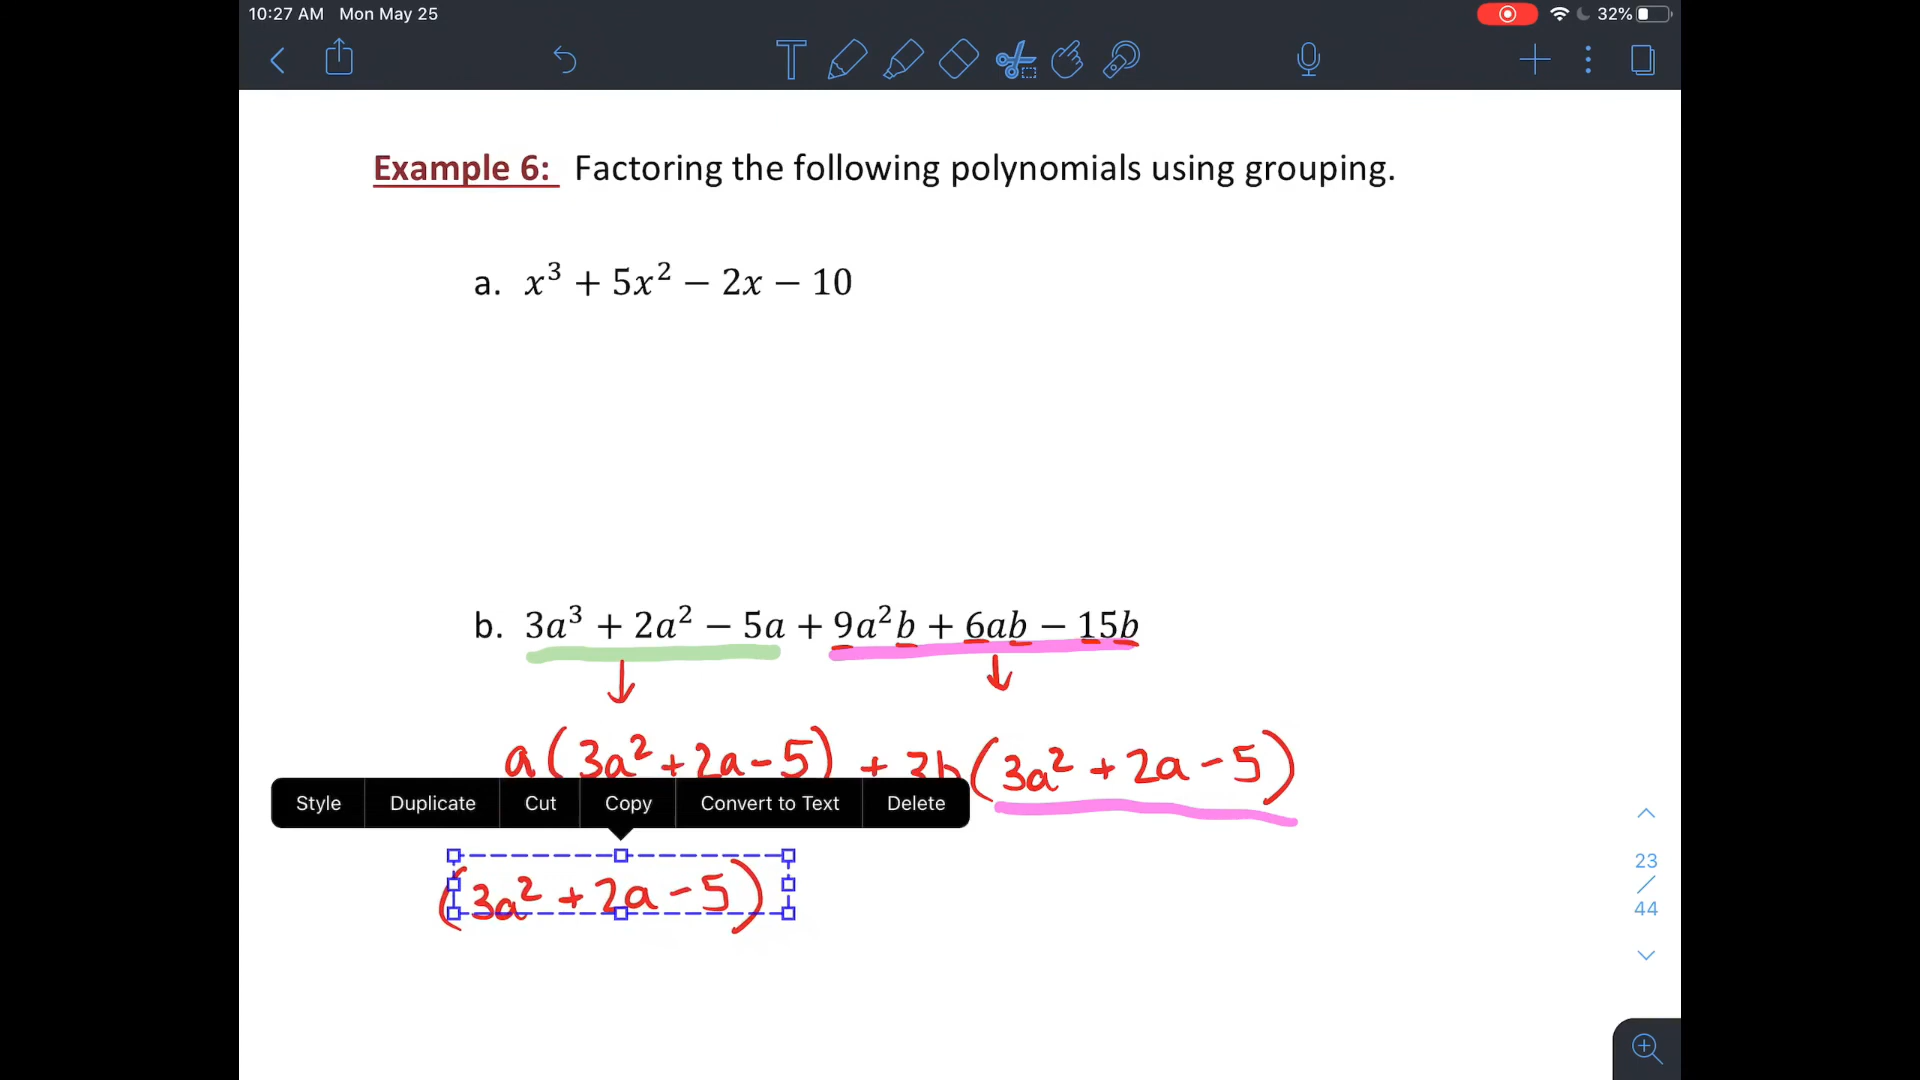 10:27 AM Mon May 25 32%
Example 6: Factoring the following polynomials using grouping.
a. x³ + 5x² − 2x − 10
b. 3a³ + 2a² − 5a + 9a²b + 6ab − 15b
a(3a²+2a-5) + 3b(3a²+2a-5)
Style Duplicate Cut Copy Convert to Text Delete
(3a²+2a-5)
23
/
44